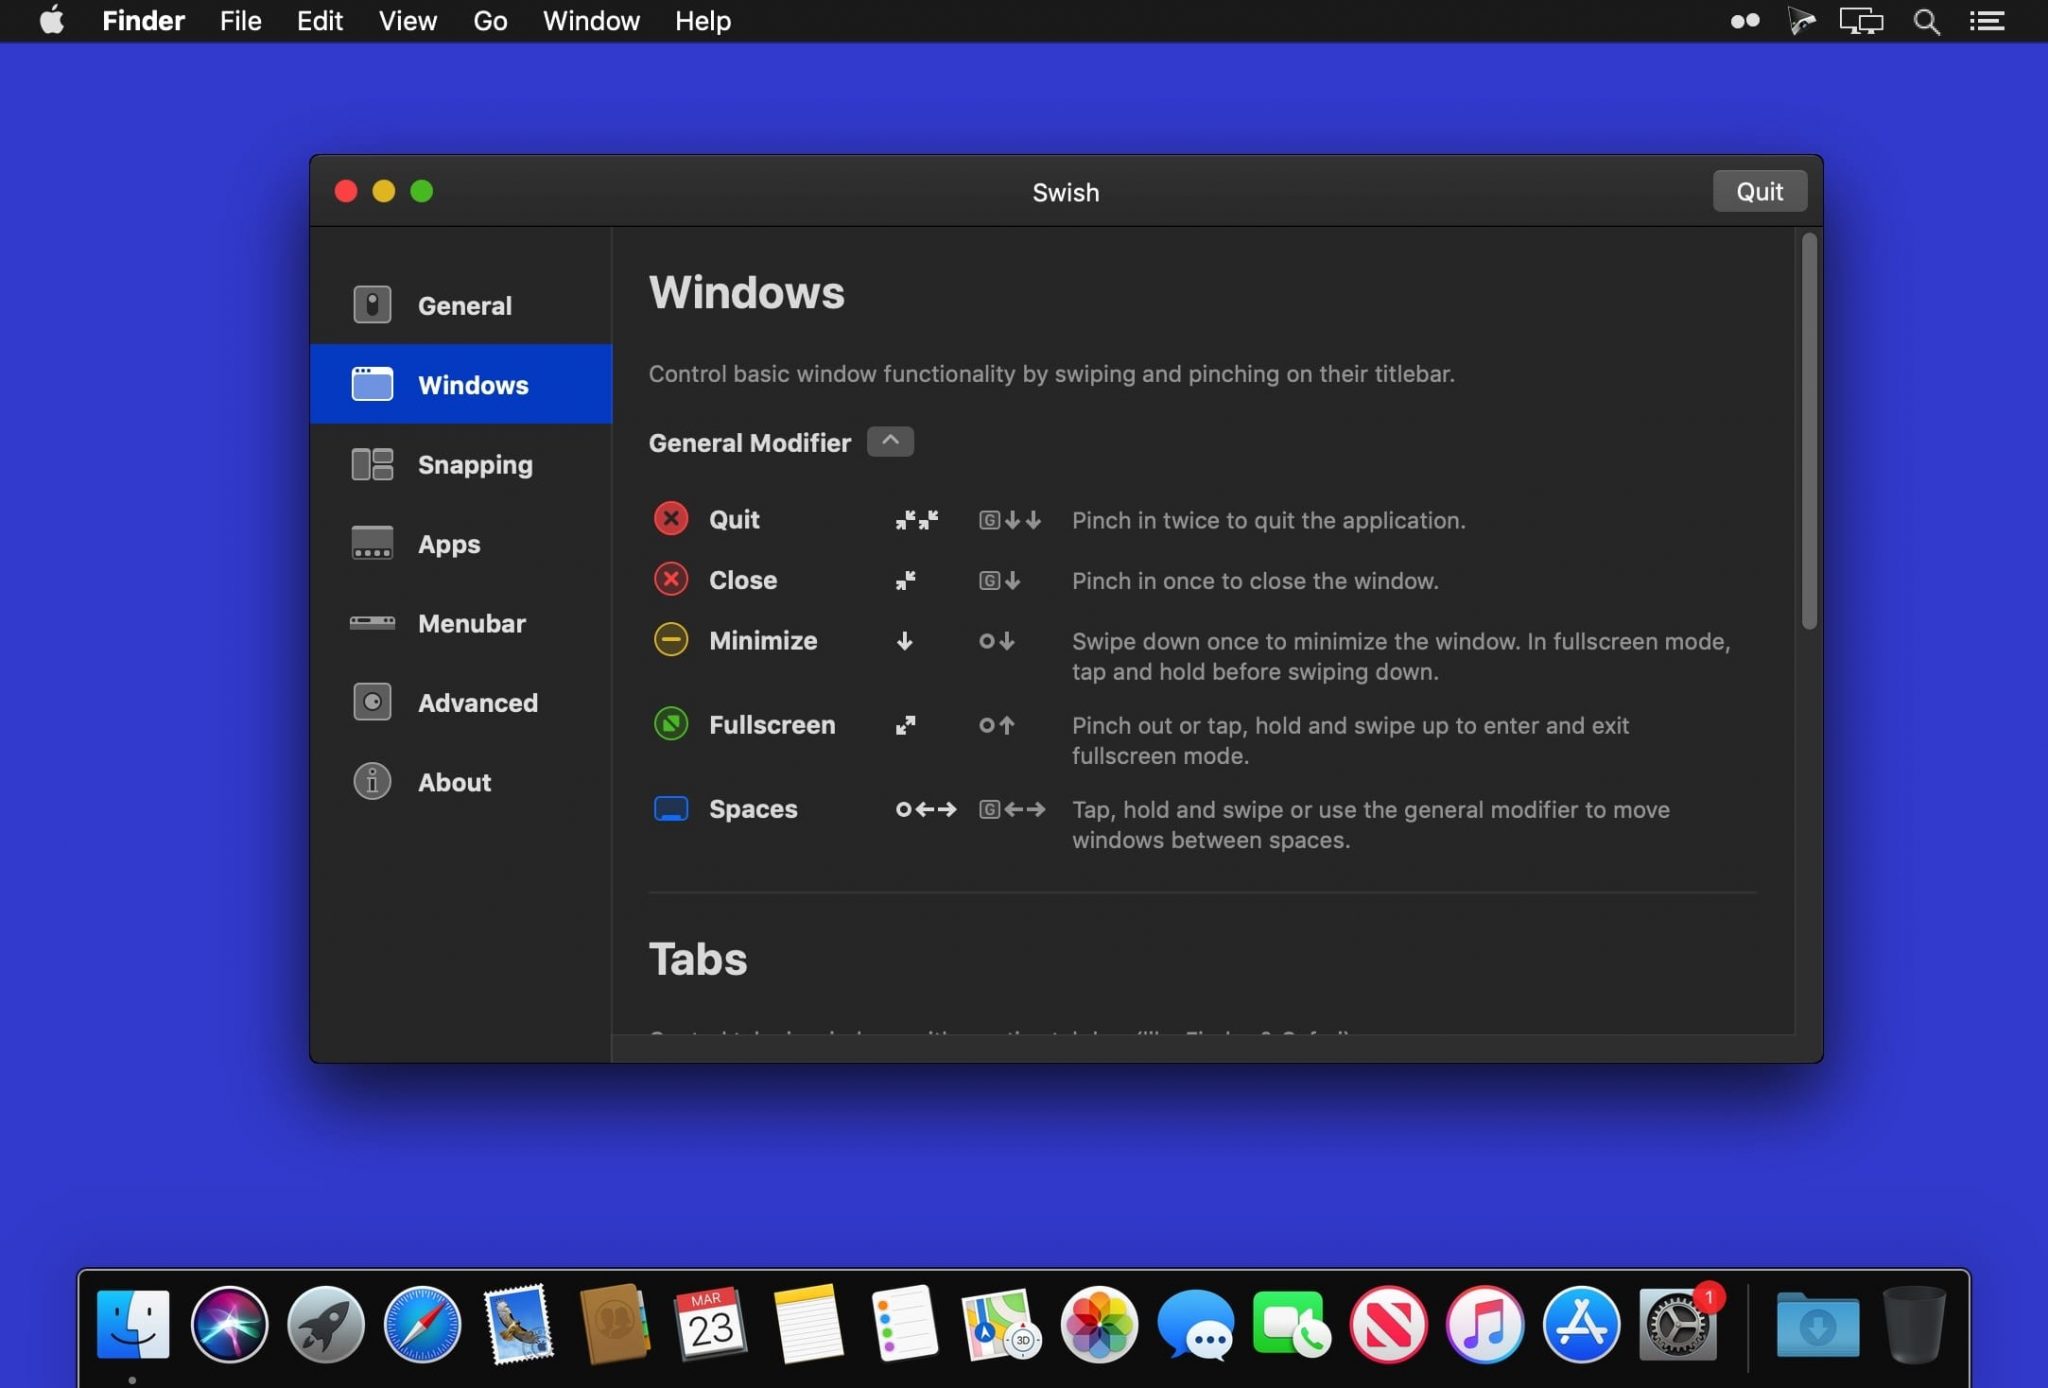 Finder File Edit View Go Window Help
Swish
Quit
General
Windows
Snapping
Apps
Menubar
Advanced
About
Windows
Control basic window functionality by swiping and pinching on their titlebar.
General Modifier ^
Quit G↓↓ Pinch in twice to quit the application.
Close G↓ Pinch in once to close the window.
Minimize ↓ o↓ Swipe down once to minimize the window. In fullscreen mode,
tap and hold before swiping down.
Fullscreen o↑ Pinch out or tap, hold and swipe up to enter and exit
fullscreen mode.
Spaces o←→ G←→ Tap, hold and swipe or use the general modifier to move
windows between spaces.
Tabs
MAR
23
3D
1